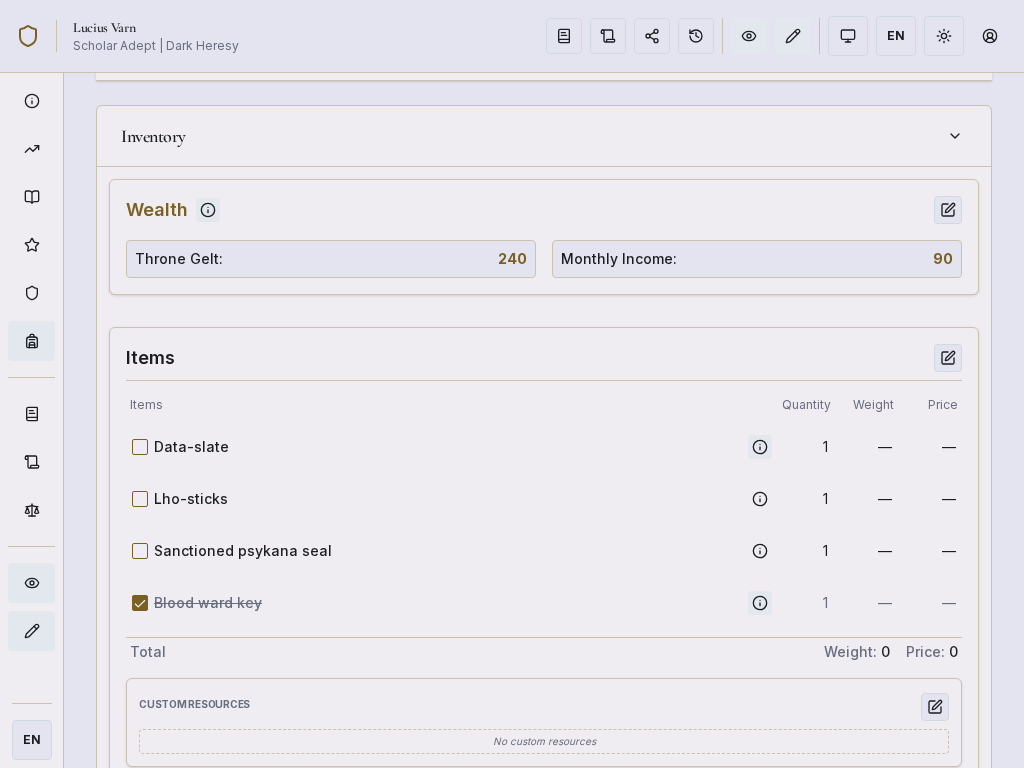 Lucius Varn
Scholar Adept | Dark Heresy
EN
Inventory
Wealth
Throne Gelt: 240
Monthly Income: 90
Items
Items Quantity Weight Price
Data-slate 1 — —
Lho-sticks 1 — —
Sanctioned psykana seal 1 — —
Blood ward key 1 — —
Total Weight: 0 Price: 0
CUSTOM RESOURCES
No custom resources
EN